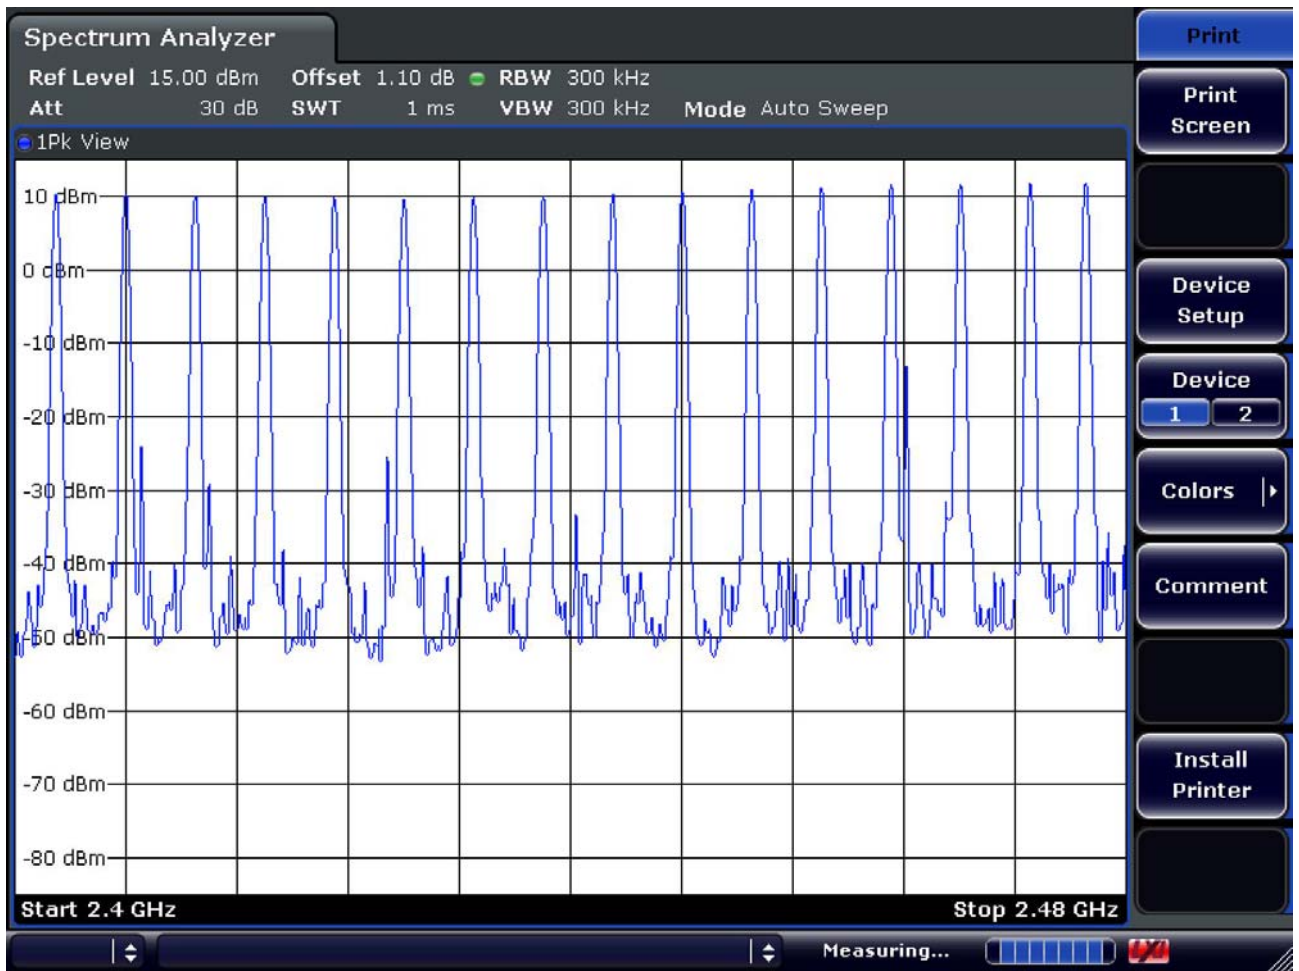 Spectrum Analyzer
Ref Level 15.00 dBm Offset 1.10 dB RBW 300 kHz
Att 30 dB SWT 1 ms VBW 300 kHz Mode Auto Sweep
1Pk View
10 dBm
0 dBm
-10 dBm
-20 dBm
-30 dBm
-40 dBm
-50 dBm
-60 dBm
-70 dBm
-80 dBm
Start 2.4 GHz Stop 2.48 GHz
Measuring...
LXI
Print
Print
Screen
Device
Setup
Device
1 2
Colors
Comment
Install
Printer